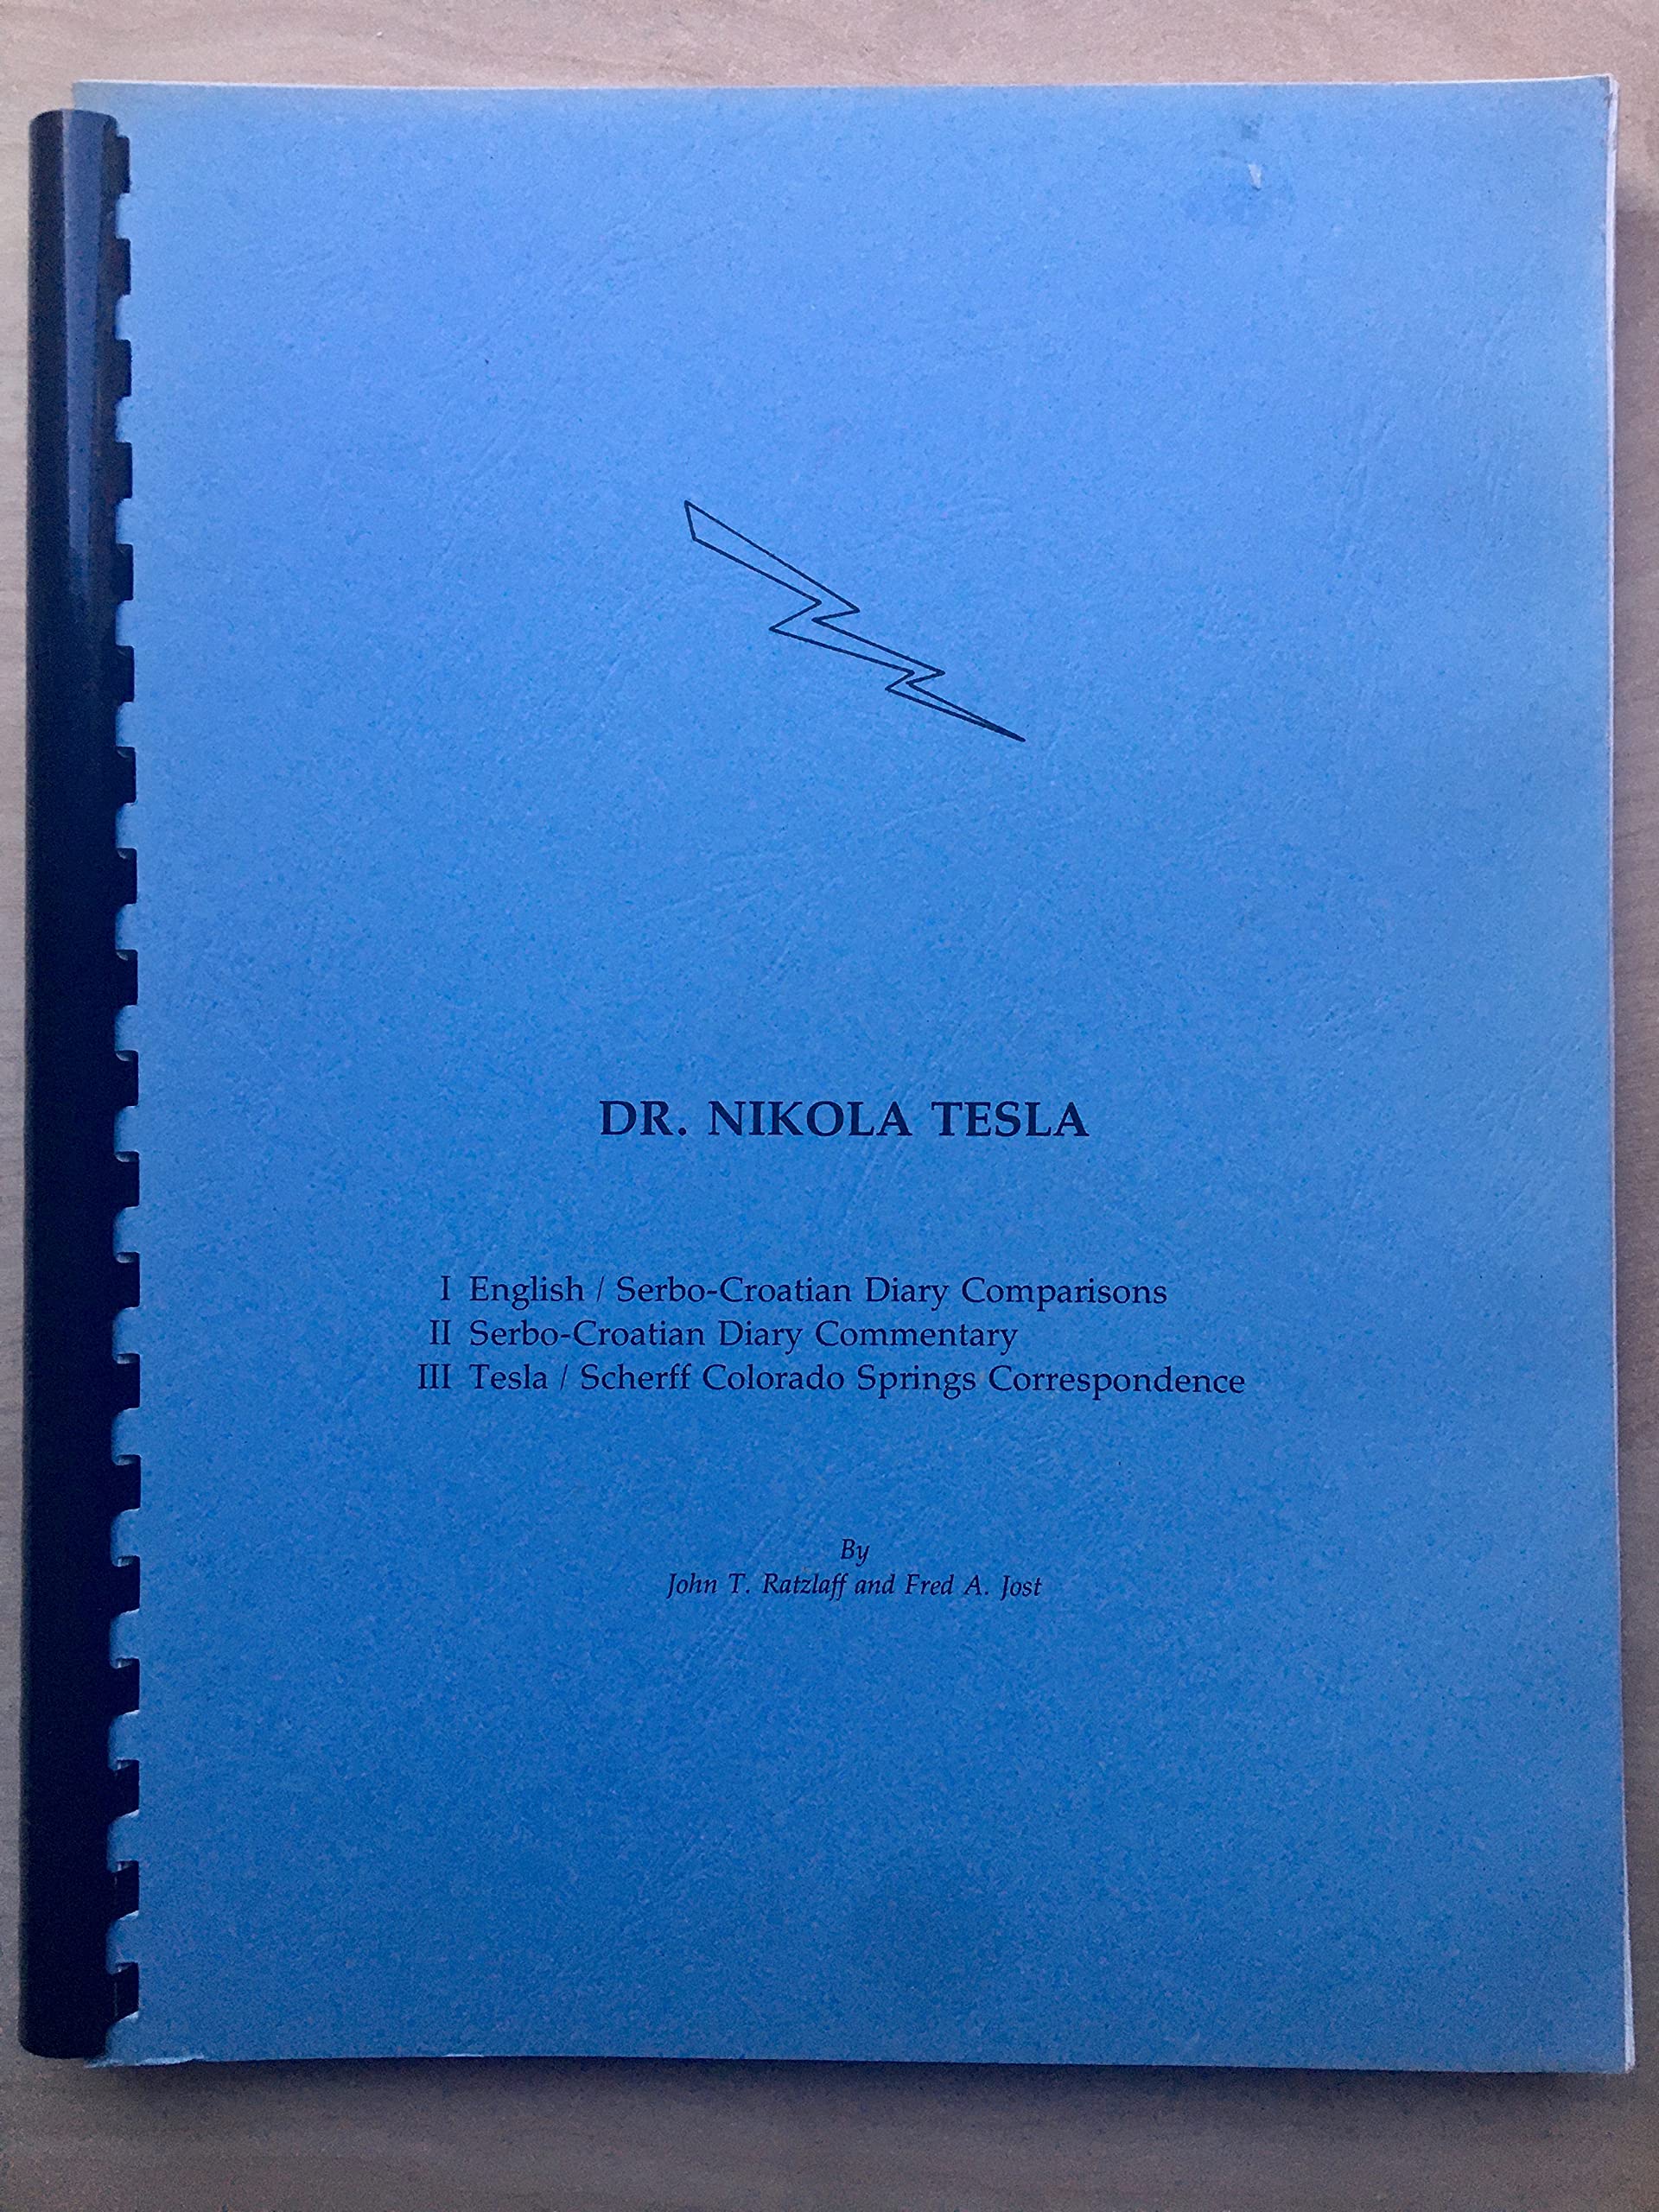 DR. NIKOLA TESLA
I English / Serbo-Croatian Diary Comparisons
II Serbo-Croatian Diary Commentary
III Tesla / Scherff Colorado Springs Correspondence
By
John T. Ratzlaff and Fred A. Jost